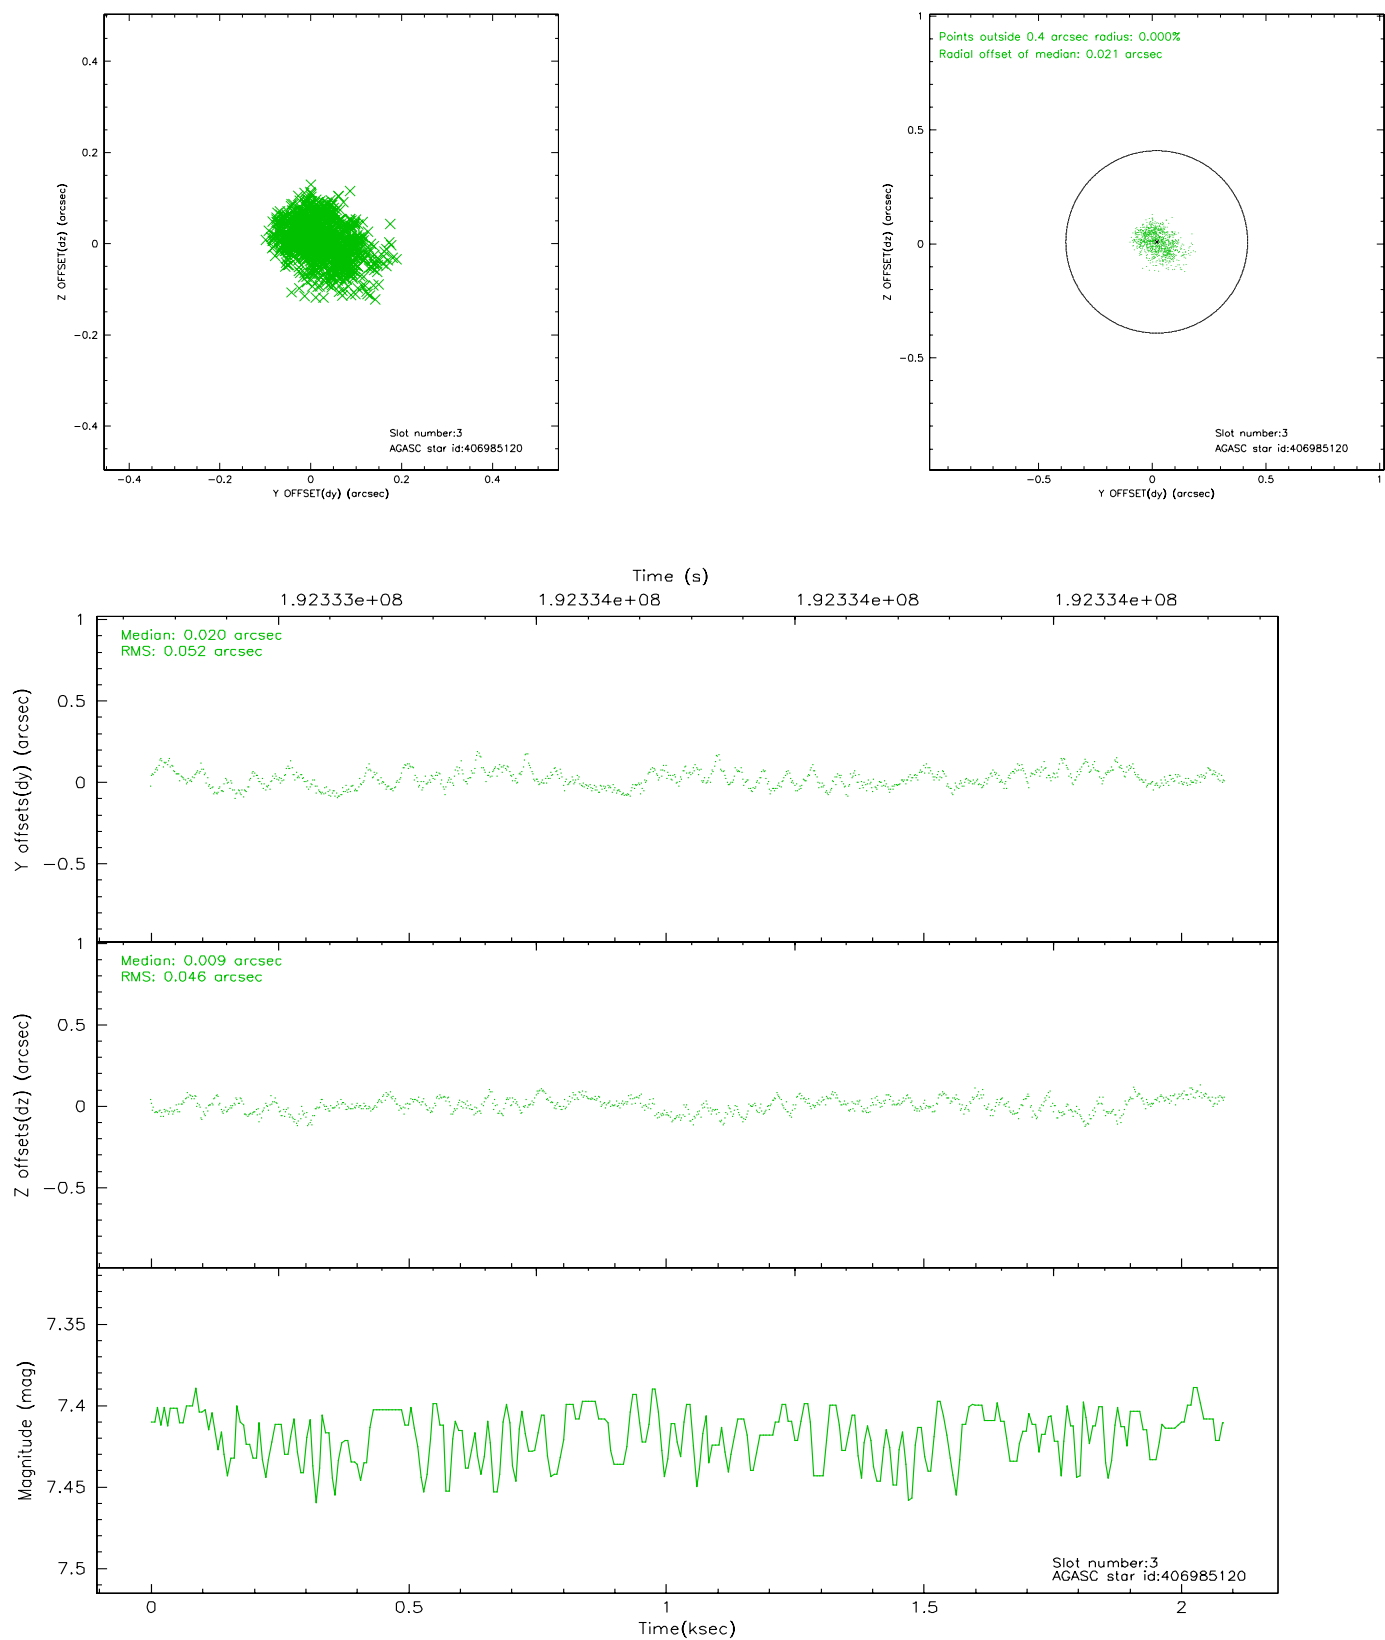 0.4
0.2
0
−0.2
−0.4
Z OFFSET(dz) (arcsec)
−0.4 −0.2 0 0.2 0.4
Y OFFSET(dy) (arcsec)
Slot number:3
AGASC star id:406985120
Points outside 0.4 arcsec radius: 0.000%
Radial offset of median: 0.021 arcsec
1
0.5
0
−0.5
Z OFFSET(dz) (arcsec)
−0.5 0 0.5 1
Y OFFSET(dy) (arcsec)
Slot number:3
AGASC star id:406985120
Time (s)
1.92333e+08 1.92334e+08 1.92334e+08 1.92334e+08
Median: 0.020 arcsec
RMS: 0.052 arcsec
1
0.5
0
−0.5
Y offsets(dy) (arcsec)
Median: 0.009 arcsec
RMS: 0.046 arcsec
1
0.5
0
−0.5
Z offsets(dz) (arcsec)
7.35
7.4
7.45
7.5
Magnitude (mag)
Slot number:3
AGASC star id:406985120
0 0.5 1 1.5 2
Time(ksec)